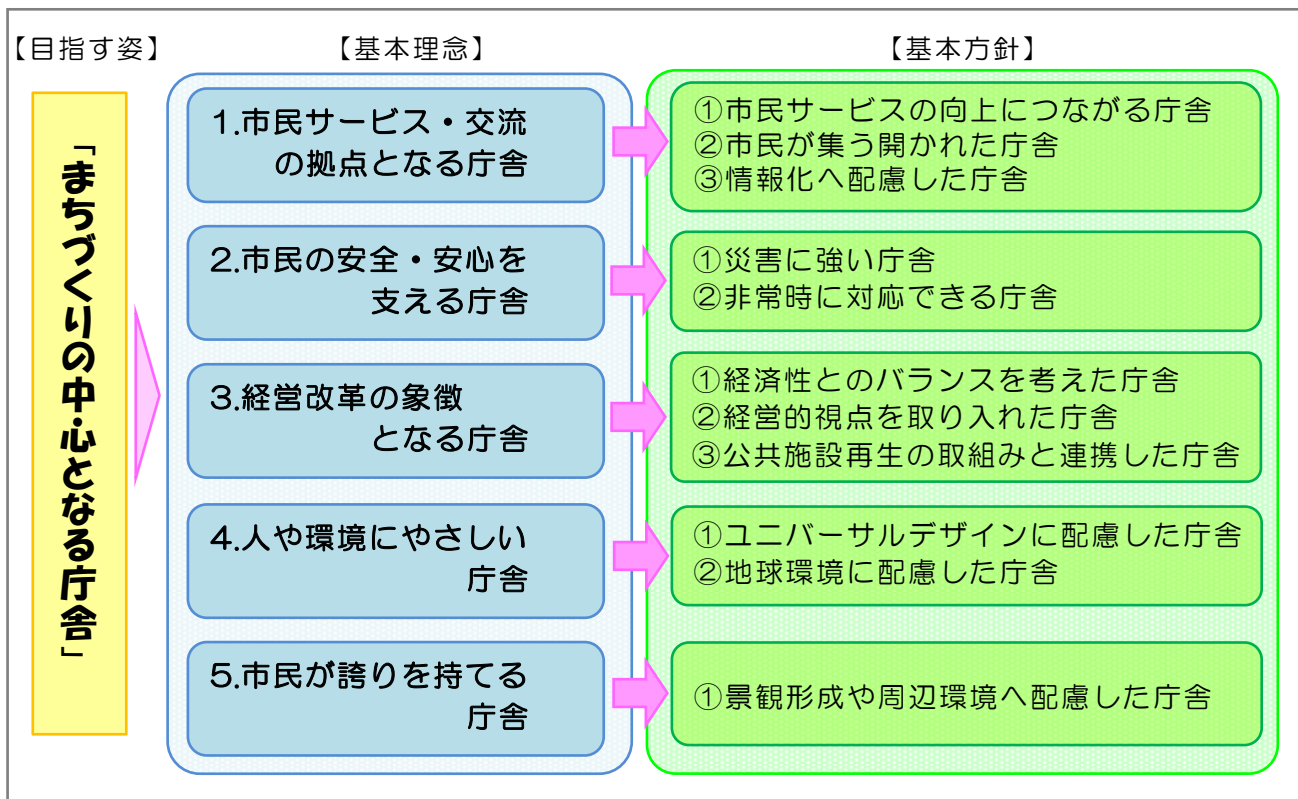 【目指す姿】
【基本理念】
【基本方針】
「まちづくりの中心となる庁舎」
1.市民サービス・交流
の拠点となる庁舎
①市民サービスの向上につながる庁舎
②市民が集う開かれた庁舎
③情報化へ配慮した庁舎
2.市民の安全・安心を
支える庁舎
①災害に強い庁舎
②非常時に対応できる庁舎
3.経営改革の象徴
となる庁舎
①経済性とのバランスを考えた庁舎
②経営的視点を取り入れた庁舎
③公共施設再生の取組みと連携した庁舎
4.人や環境にやさしい
庁舎
①ユニバーサルデザインに配慮した庁舎
②地球環境に配慮した庁舎
5.市民が誇りを持てる
庁舎
①景観形成や周辺環境へ配慮した庁舎